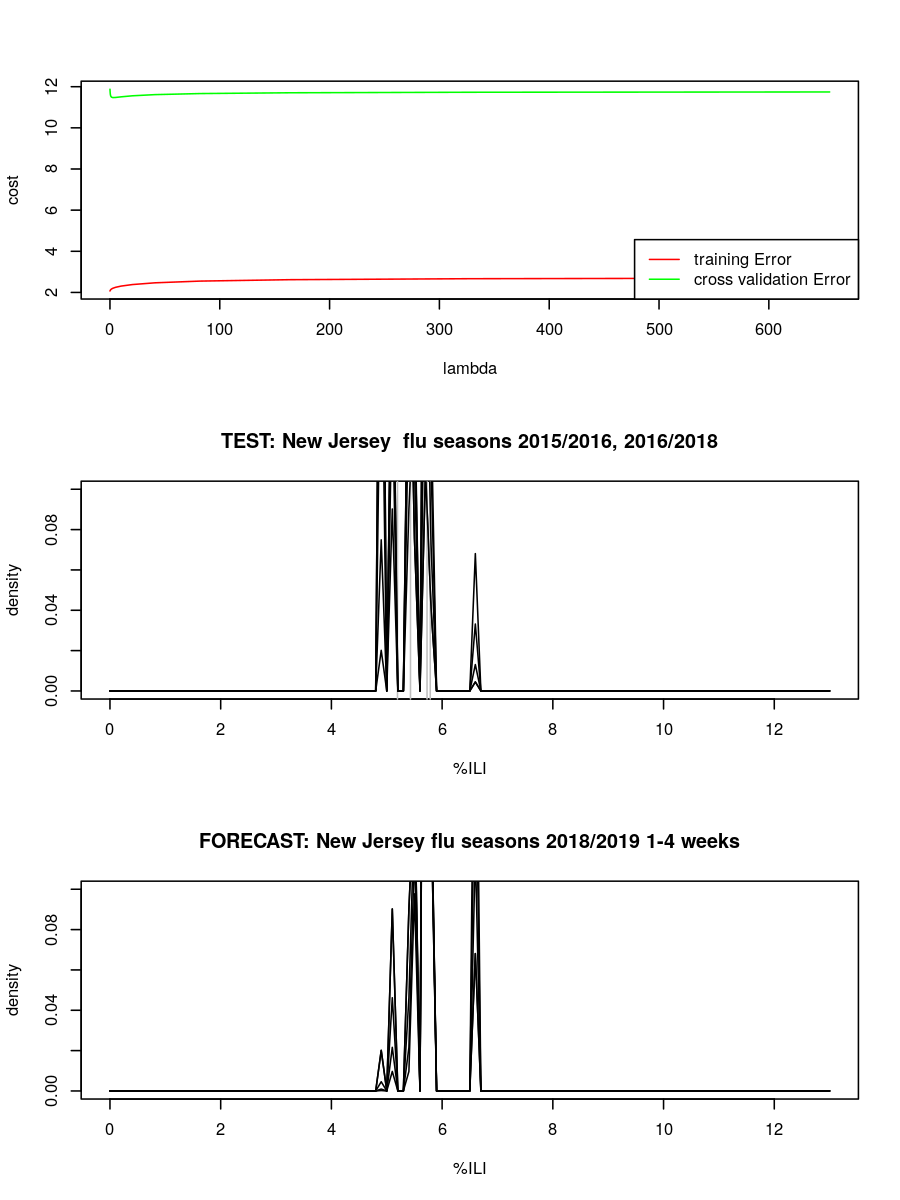 12
10
8
6
4
2
cost
training Error
cross validation Error
0 100 200 300 400 500 600
lambda
TEST: New Jersey  flu seasons 2015/2016, 2016/2018
0.08
0.04
0.00
density
0 2 4 6 8 10 12
%ILI
FORECAST: New Jersey flu seasons 2018/2019 1-4 weeks
0.08
0.04
0.00
density
0 2 4 6 8 10 12
%ILI